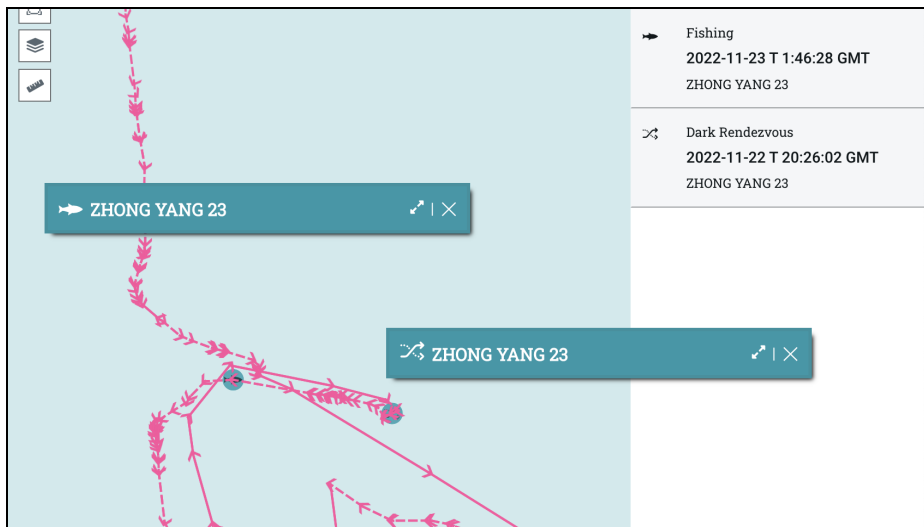 Fishing
2022-11-23 T 1:46:28 GMT
ZHONG YANG 23
Dark Rendezvous
2022-11-22 T 20:26:02 GMT
ZHONG YANG 23
ZHONG YANG 23
ZHONG YANG 23